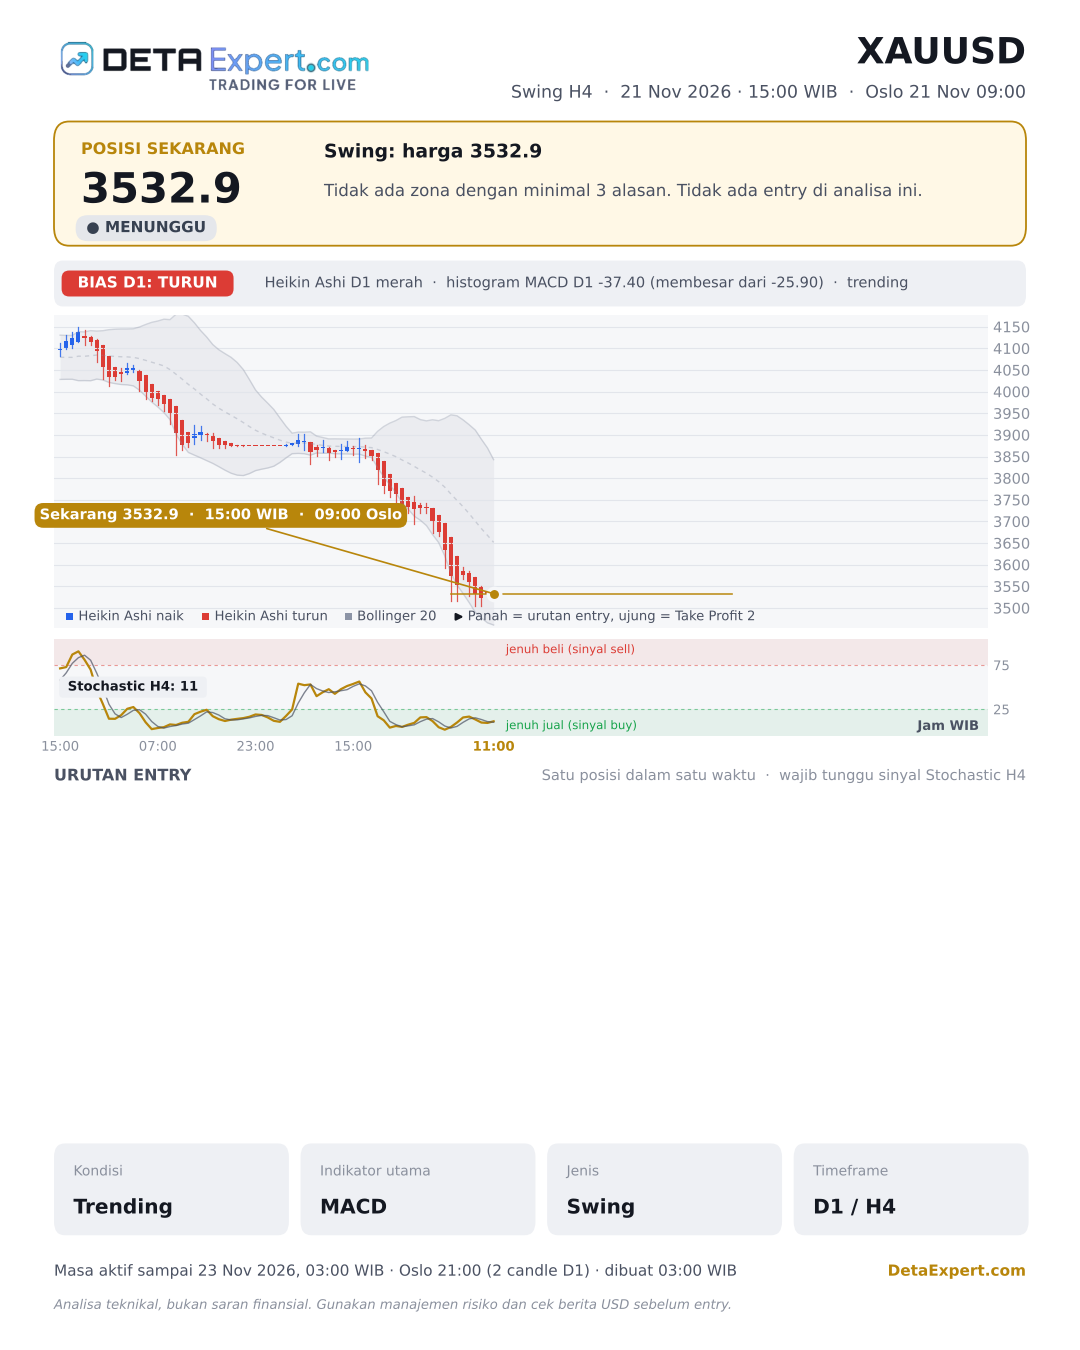 DETA Expert.com
TRADING FOR LIVE
XAUUSD
Swing H4 · 21 Nov 2026 · 15:00 WIB · Oslo 21 Nov 09:00
POSISI SEKARANG
3532.9
● MENUNGGU
Swing: harga 3532.9
Tidak ada zona dengan minimal 3 alasan. Tidak ada entry di analisa ini.
BIAS D1: TURUN
Heikin Ashi D1 merah · histogram MACD D1 -37.40 (membesar dari -25.90) · trending
4150
4100
4050
4000
3950
3900
3850
3800
3750
3700
3650
3600
3550
3500
Sekarang 3532.9 · 15:00 WIB · 09:00 Oslo
Heikin Ashi naik
Heikin Ashi turun
Bollinger 20
Panah = urutan entry, ujung = Take Profit 2
jenuh beli (sinyal sell)
75
Stochastic H4: 11
25
jenuh jual (sinyal buy)
Jam WIB
15:00 07:00 23:00 15:00 11:00
URUTAN ENTRY
Satu posisi dalam satu waktu · wajib tunggu sinyal Stochastic H4
Kondisi
Trending
Indikator utama
MACD
Jenis
Swing
Timeframe
D1 / H4
Masa aktif sampai 23 Nov 2026, 03:00 WIB · Oslo 21:00 (2 candle D1) · dibuat 03:00 WIB
DetaExpert.com
Analisa teknikal, bukan saran finansial. Gunakan manajemen risiko dan cek berita USD sebelum entry.